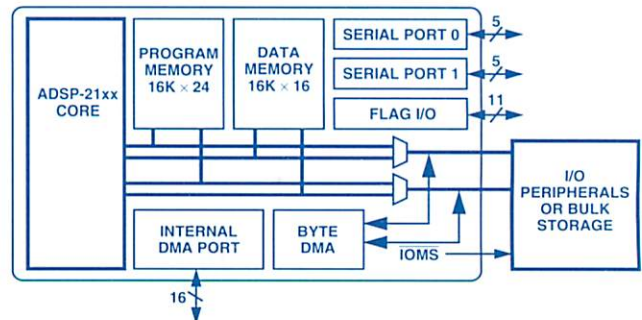 ADSP-21xx
CORE
PROGRAM
MEMORY
16K × 24
DATA
MEMORY
16K × 16
SERIAL PORT 0
5
SERIAL PORT 1
5
FLAG I/O
11
I/O
PERIPHERALS
OR BULK
STORAGE
INTERNAL
DMA PORT
BYTE
DMA
IOMS
16